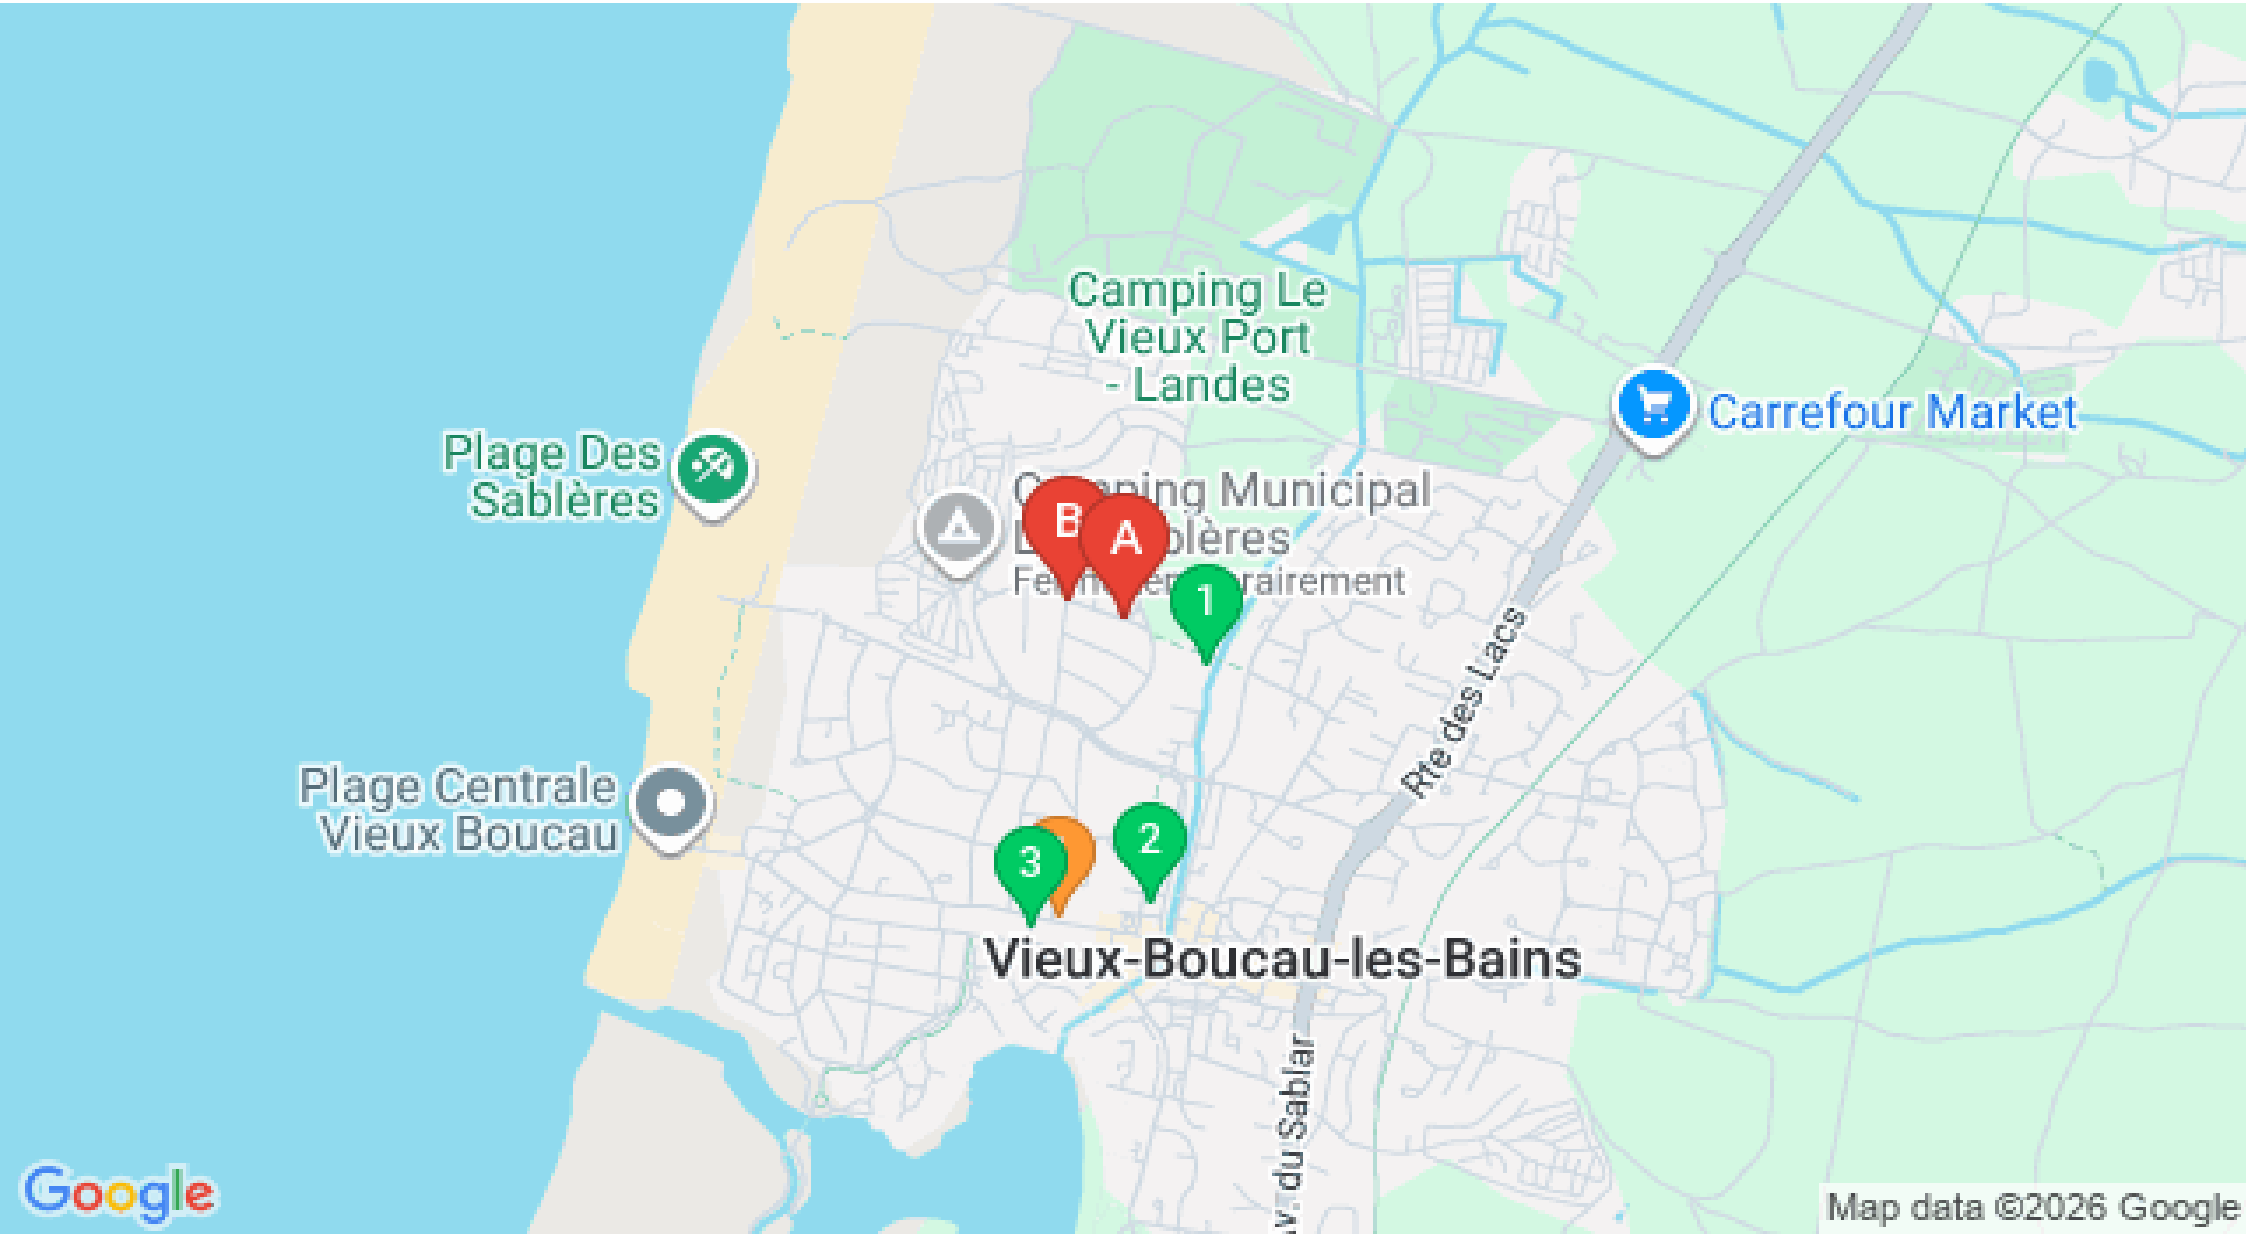 Camping Le
Vieux Port
- Landes
Carrefour Market
Plage Des
Sablères
Municipal
B
A
1
Rte des Lacs
Plage Centrale
Vieux Boucau
2
3
Vieux-Boucau-les-Bains
du Sablar
Google
Map data ©2026 Google